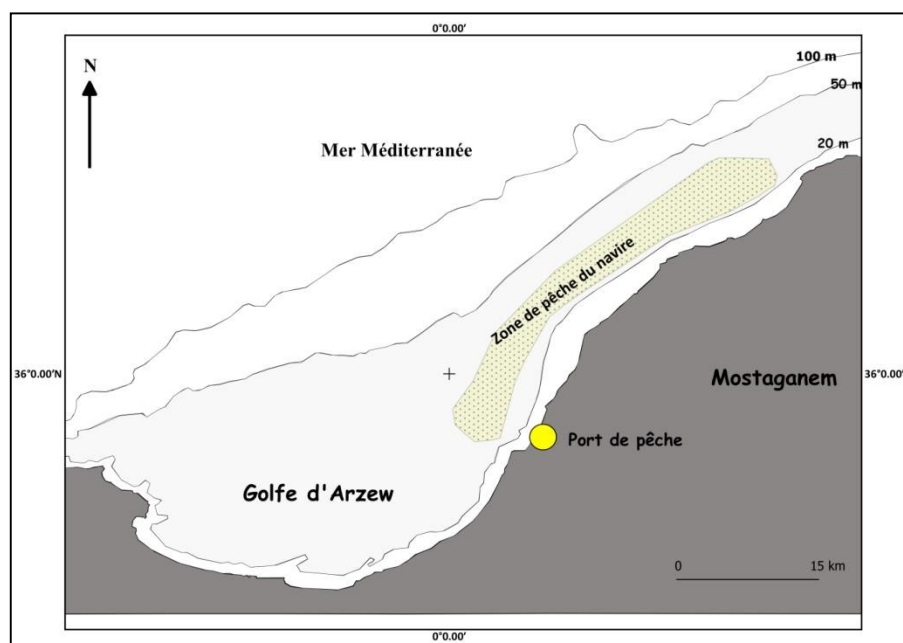 0°0.00′
100 m
N
50 m
20 m
Mer Méditerranée
Zone de pêche du navire
36°0.00′N
36°0.00′
Mostaganem
Port de pêche
Golfe d'Arzew
0
15 km
0°0.00′